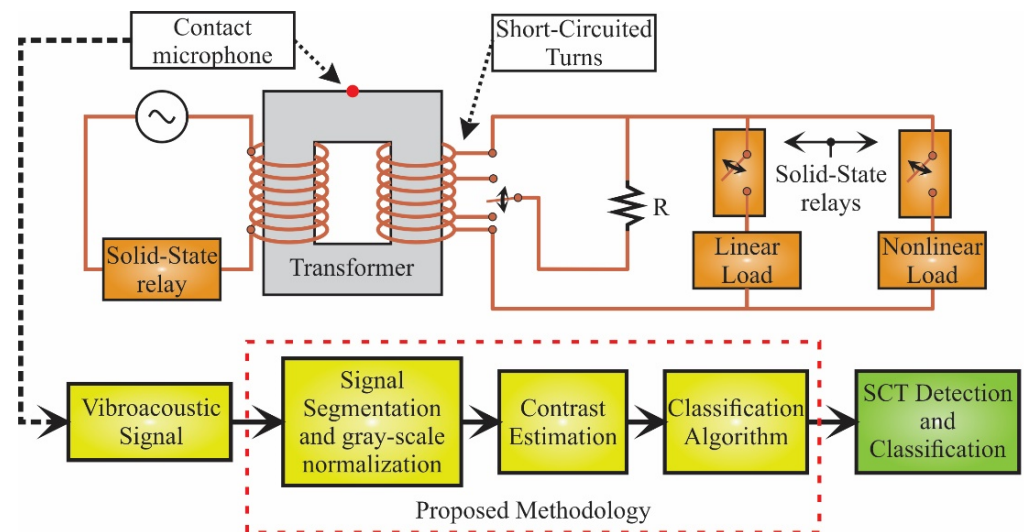 Contact
microphone
Short-Circuited
Turns
Solid-State
relays
R
Solid-State
relay
Transformer
Linear
Load
Nonlinear
Load
Vibroacoustic
Signal
Signal
Segmentation
and gray-scale
normalization
Contrast
Estimation
Classification
Algorithm
SCT Detection
and
Classification
Proposed Methodology